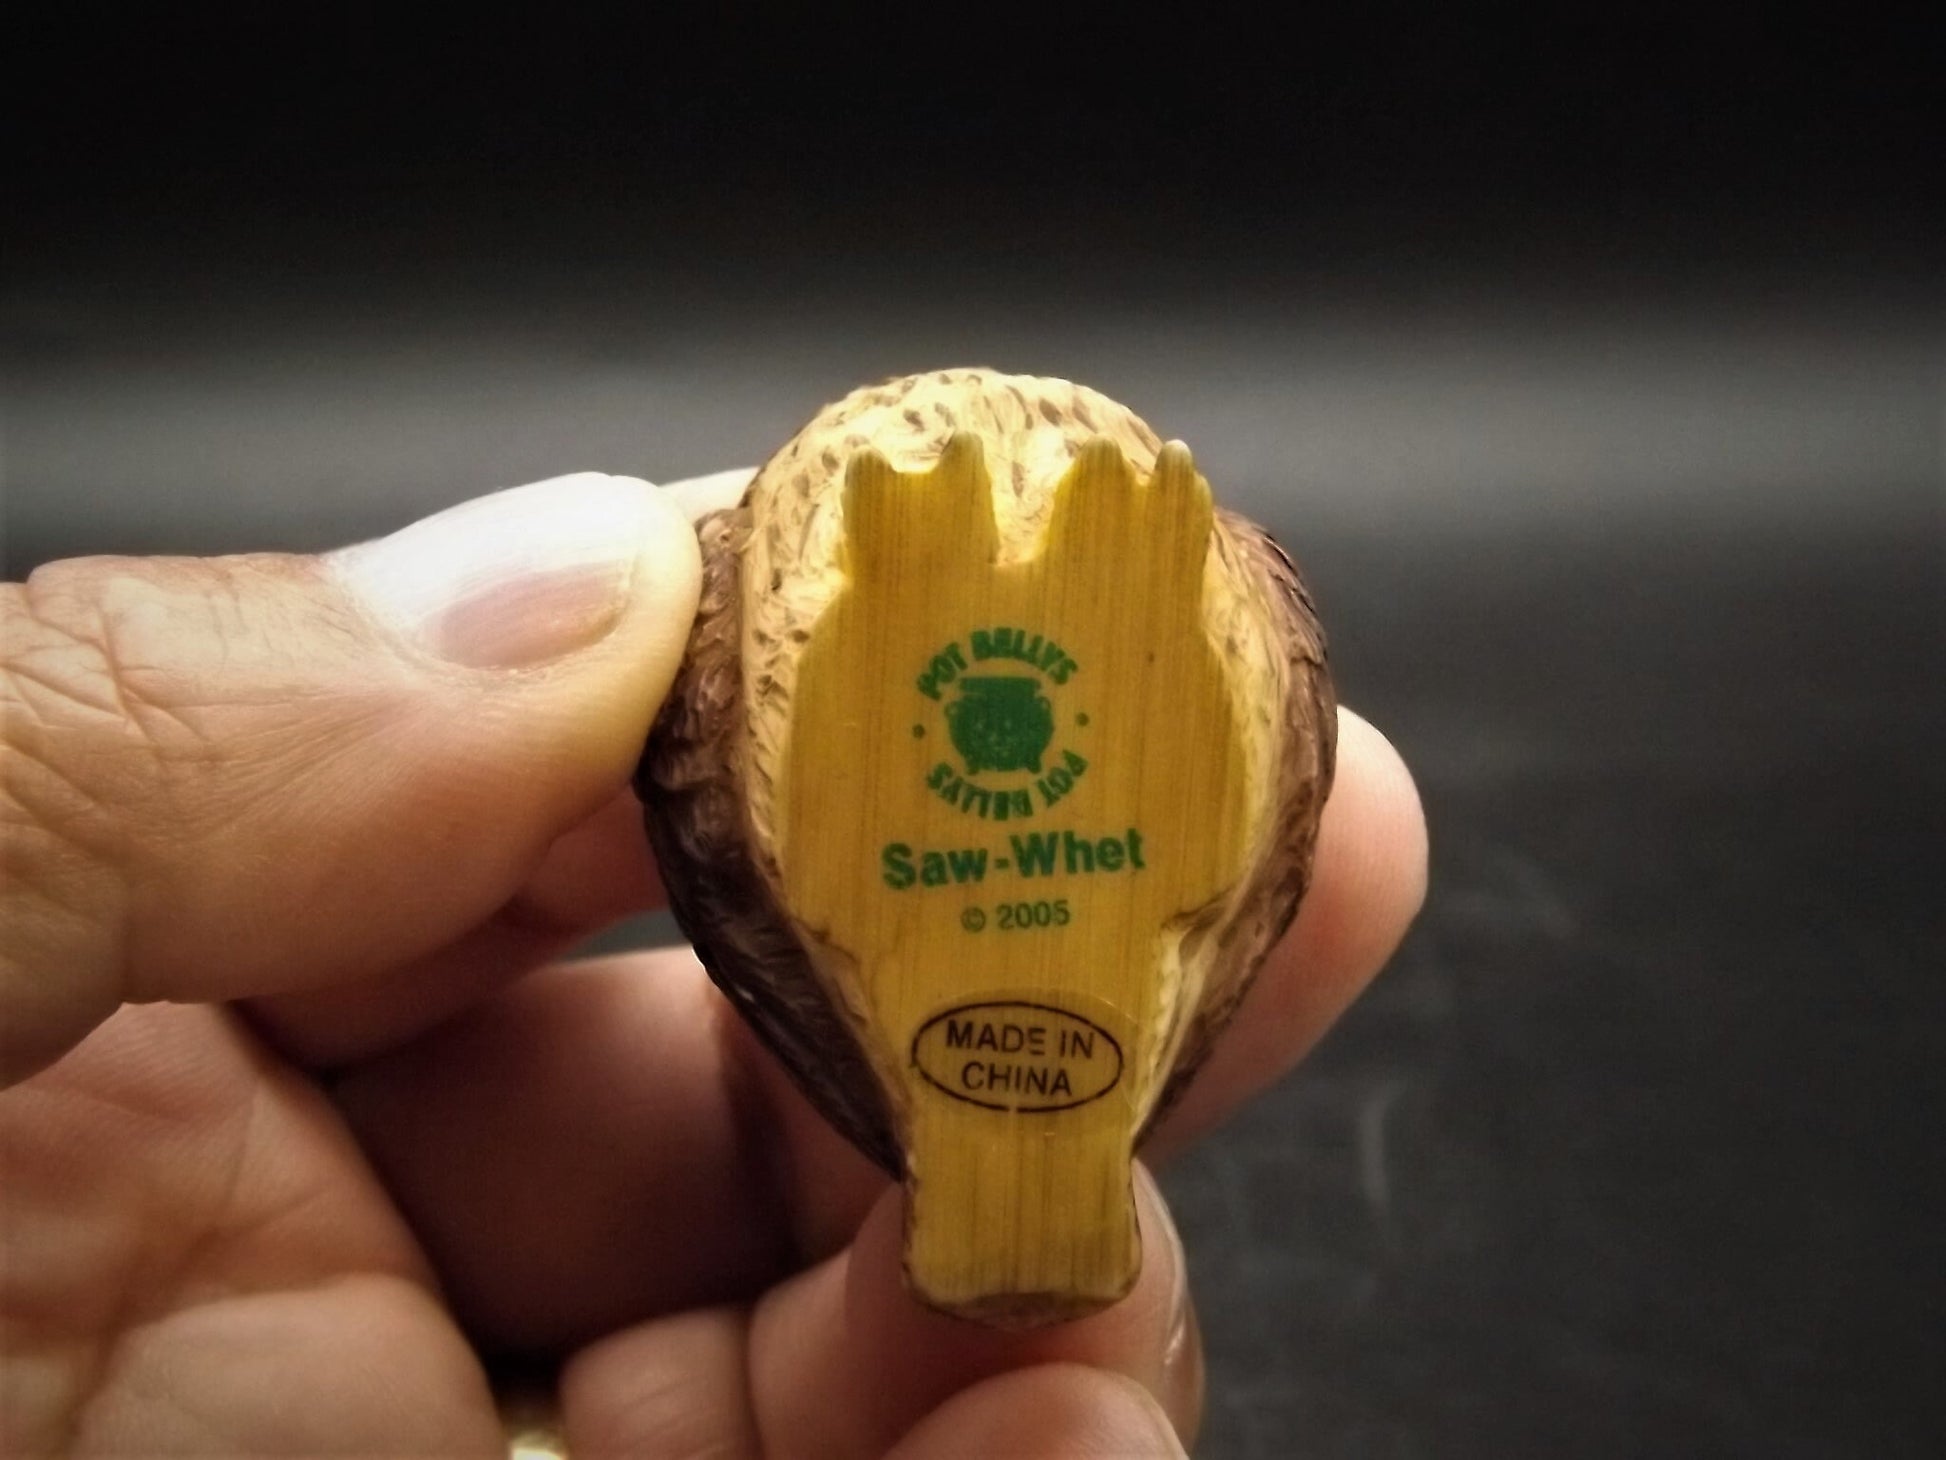 POT BELLYS
POT BELLYS
Saw-Whet
© 2005
MADE IN
CHINA